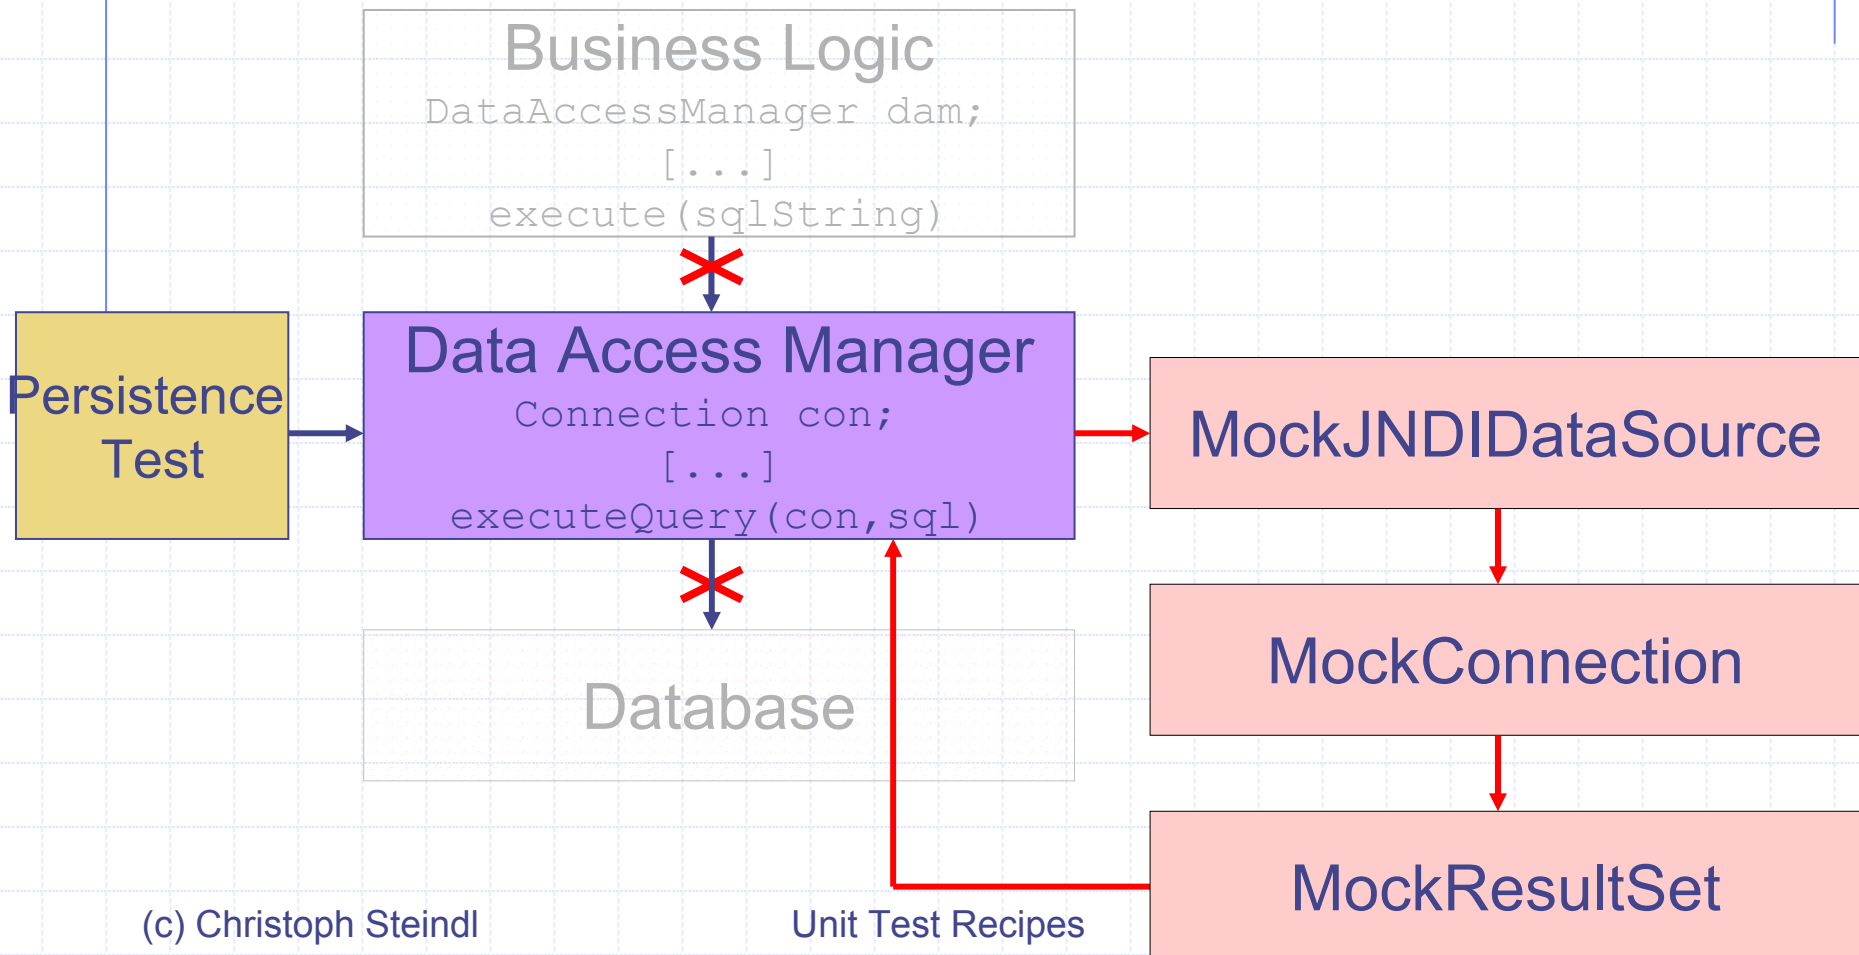 Business Logic
DataAccessManager dam;
[...]
execute(sqlString)
Persistence
Test
Data Access Manager
Connection con;
[...]
executeQuery(con,sql)
MockJNDIDataSource
MockConnection
Database
MockResultSet
(c) Christoph Steindl
Unit Test Recipes